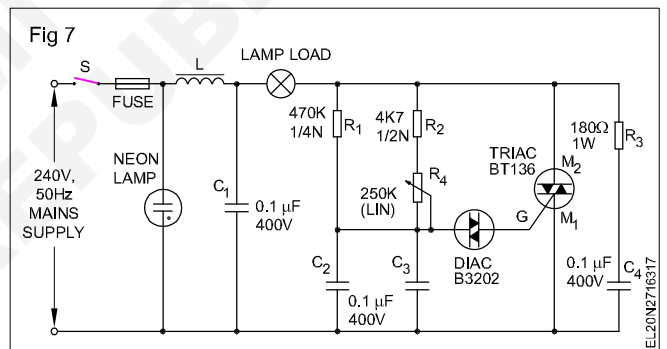 Fig 7
S
FUSE
L
LAMP LOAD
240V,
50Hz
MAINS
SUPPLY
NEON
LAMP
C1
0.1 µF
400V
470K
1/4N
R1
4K7
1/2N
R2
R4
250K
(LIN)
C2
0.1 µF
400V
C3
DIAC
B3202
G
TRIAC
BT136
M2
M1
180Ω
1W
R3
0.1 µF
400V
C4
EL20N2716317